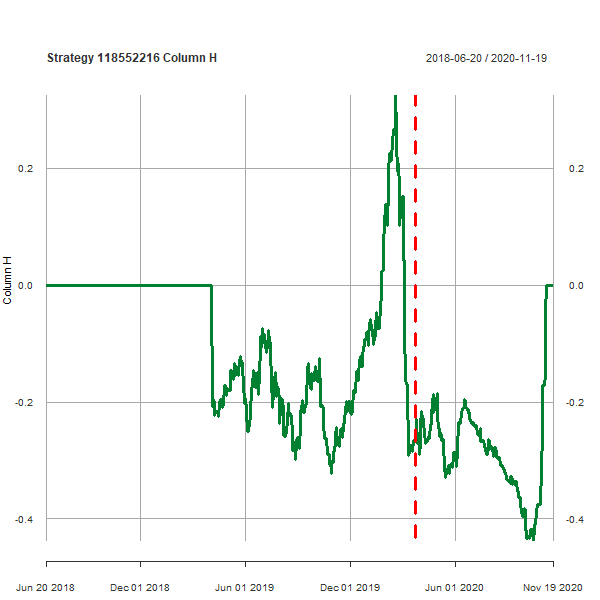 Strategy 118552216 Column H
2018-06-20 / 2020-11-19
Column H
0.2
0.2
0.0
0.0
-0.2
-0.2
-0.4
-0.4
Jun 20 2018
Dec 01 2018
Jun 01 2019
Dec 01 2019
Jun 01 2020
Nov 19 2020